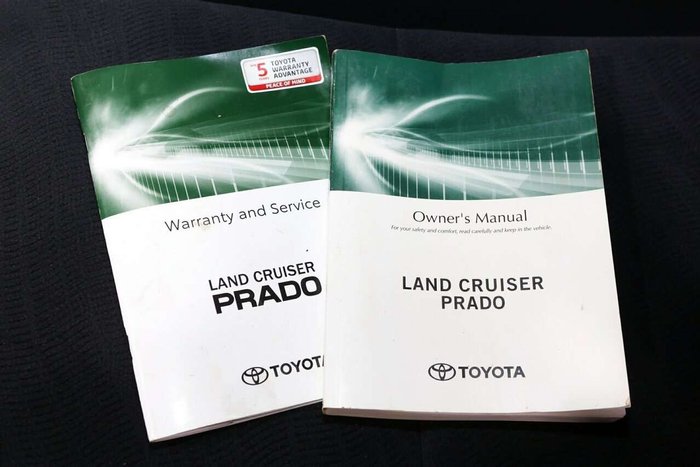 5
YEARS
TOYOTA
WARRANTY
ADVANTAGE
PEACE OF MIND
Warranty and Service
LAND CRUISER
PRADO
TOYOTA
Owner's Manual
For your safety and comfort, read carefully and keep in the vehicle.
LAND CRUISER
PRADO
TOYOTA